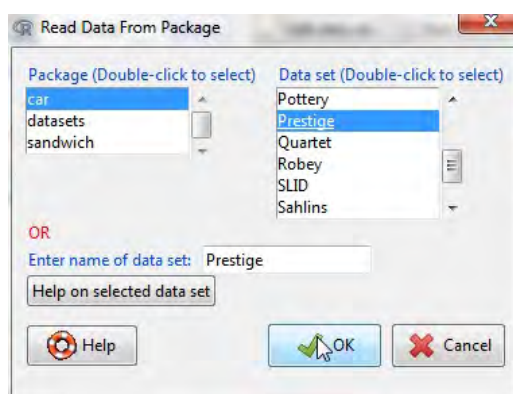 Read Data From Package
Package (Double-click to select)
Data set (Double-click to select)
car
datasets
sandwich
Pottery
Prestige
Quartet
Robey
SLID
Sahlins
OR
Enter name of data set: Prestige
Help on selected data set
Help
OK
Cancel